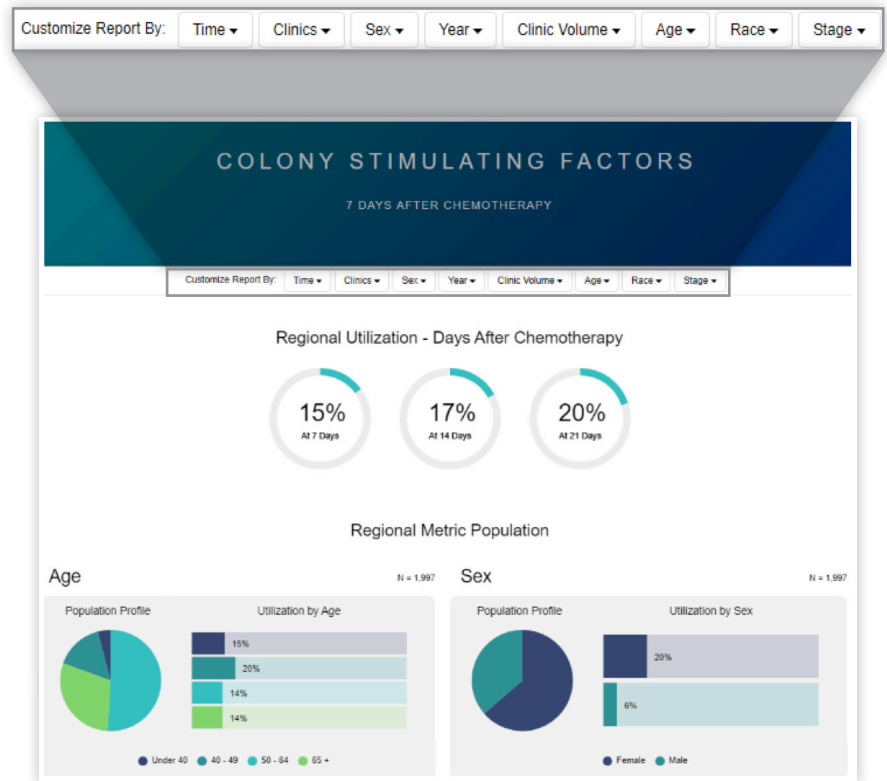 Customize Report By: Time Clinics Sex Year Clinic Volume Age Race Stage
COLONY STIMULATING FACTORS
7 DAYS AFTER CHEMOTHERAPY
Customize Report By: Time Clinics Sex Year Clinic Volume Age Race Stage
Regional Utilization - Days After Chemotherapy
15%
At 7 Days
17%
At 14 Days
20%
At 21 Days
Regional Metric Population
Age N = 1,997
Population Profile Utilization by Age
15%
20%
14%
14%
Under 40 40 - 49 50 - 64 65 +
Sex N = 1,997
Population Profile Utilization by Sex
20%
6%
Female Male